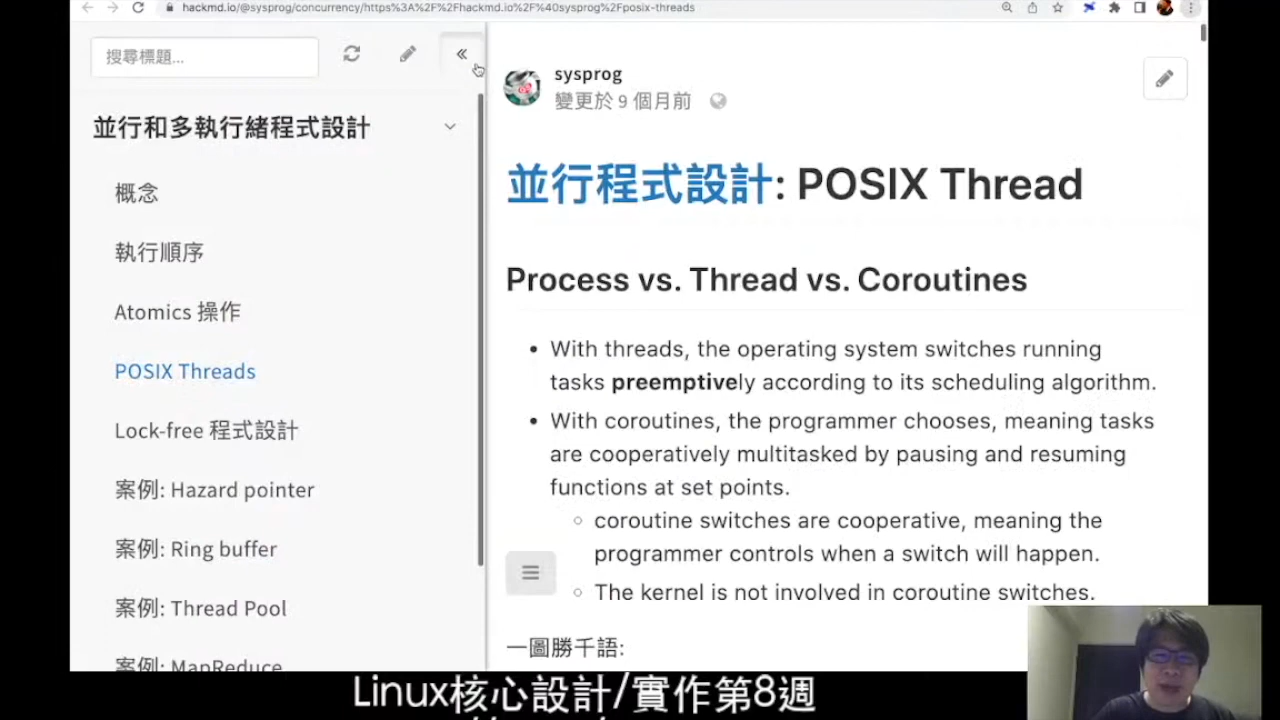 hackmd.io/@sysprog/concurrency/https%3A%2F%2Fhackmd.io%2F%40sysprog%2Fposix-threads
搜尋標題...
並行和多執行緒程式設計
概念
執行順序
Atomics 操作
POSIX Threads
Lock-free 程式設計
案例: Hazard pointer
案例: Ring buffer
案例: Thread Pool
案例: MapReduce
sysprog
變更於 9 個月前
並行程式設計: POSIX Thread
Process vs. Thread vs. Coroutines
With threads, the operating system switches running
tasks preemptively according to its scheduling algorithm.
With coroutines, the programmer chooses, meaning tasks
are cooperatively multitasked by pausing and resuming
functions at set points.
coroutine switches are cooperative, meaning the
programmer controls when a switch will happen.
The kernel is not involved in coroutine switches.
一圖勝千語:
Linux核心設計/實作第8週